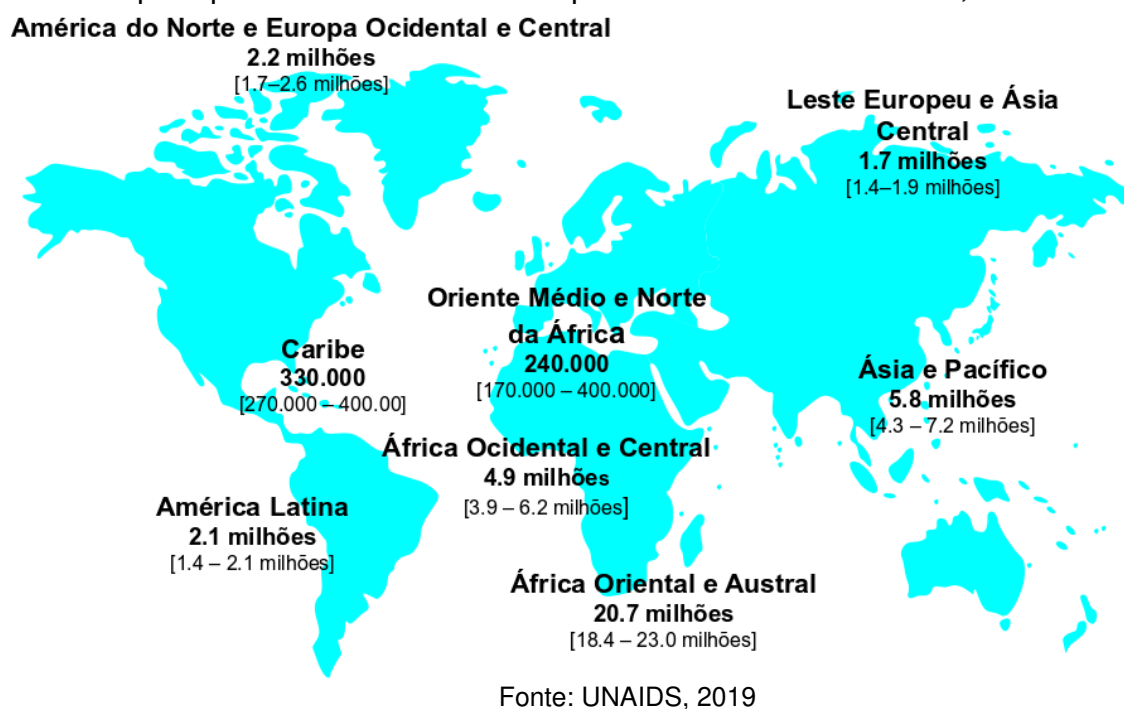 América do Norte e Europa Ocidental e Central
2.2 milhões
[1.7–2.6 milhões]
Leste Europeu e Ásia
Central
1.7 milhões
[1.4–1.9 milhões]
Oriente Médio e Norte
da África
240.000
[170.000 – 400.000]
Caribe
330.000
[270.000 – 400.00]
Ásia e Pacífico
5.8 milhões
[4.3 – 7.2 milhões]
África Ocidental e Central
4.9 milhões
[3.9 – 6.2 milhões]
América Latina
2.1 milhões
[1.4 – 2.1 milhões]
África Oriental e Austral
20.7 milhões
[18.4 – 23.0 milhões]
Fonte: UNAIDS, 2019